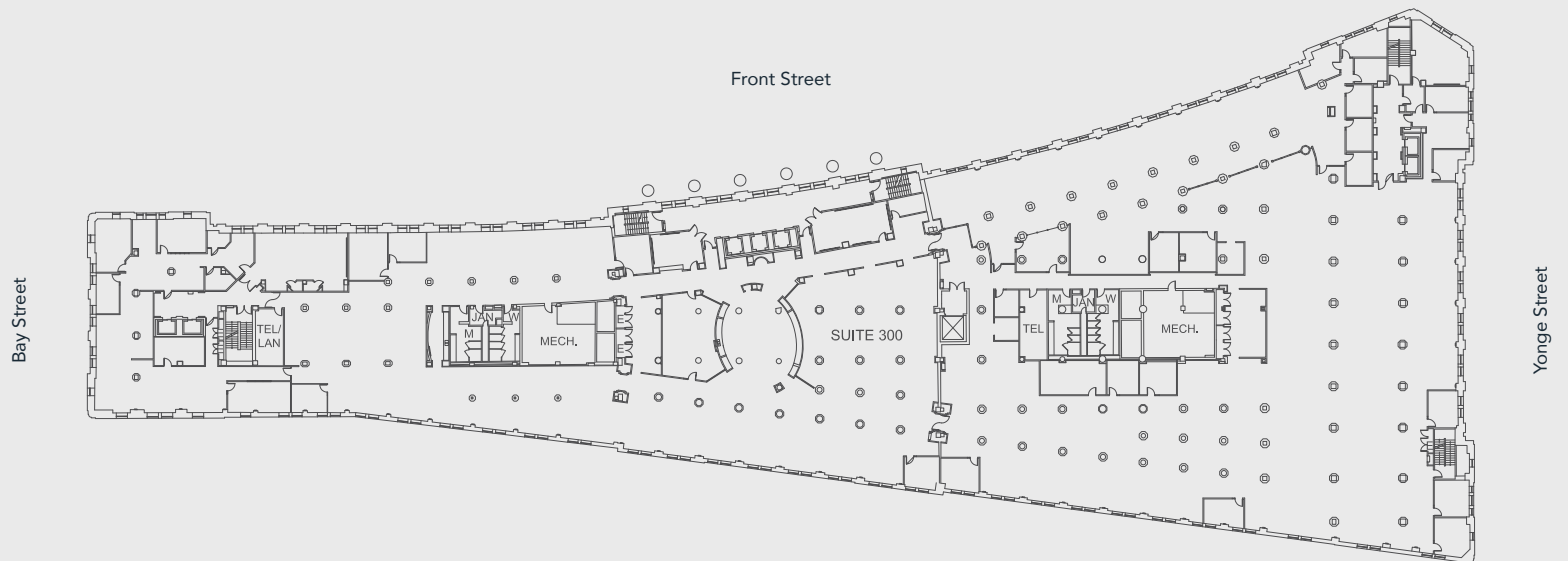 Front Street
Bay Street
Yonge Street
TEL/
LAN
M
JAN
W
MECH.
E
E
SUITE 300
TEL
M
JAN
W
MECH.